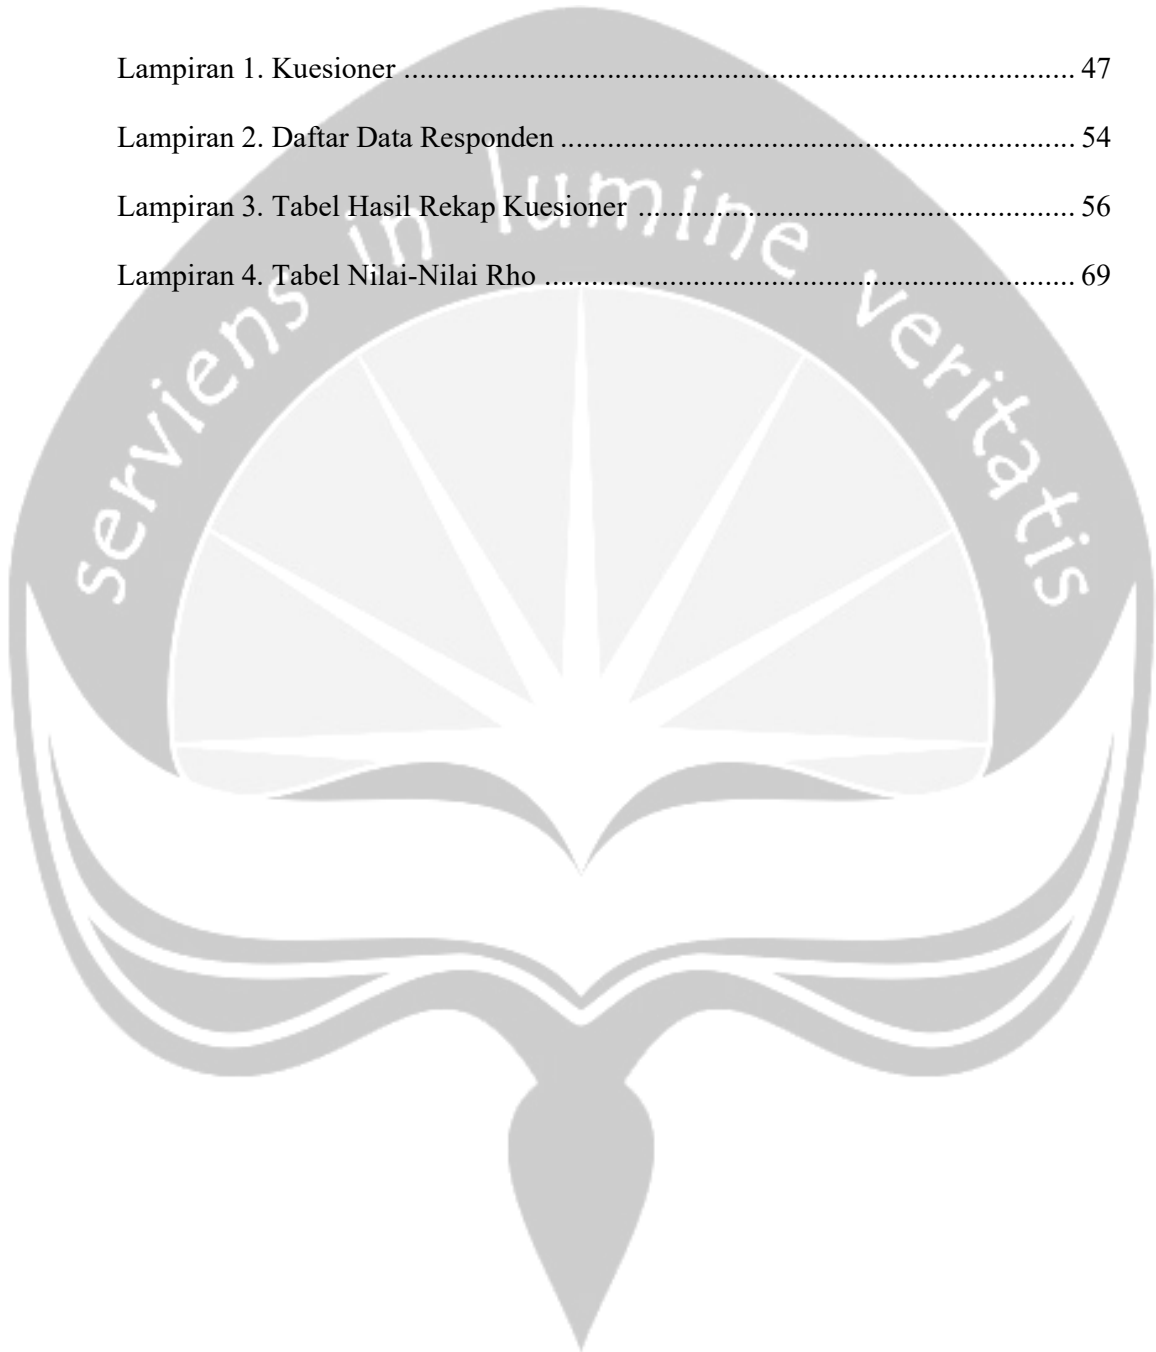 Lampiran 1. Kuesioner ........................................................................................... 47
Lampiran 2. Daftar Data Responden ...................................................................... 54
Lampiran 3. Tabel Hasil Rekap Kuesioner ........................................................... 56
Lampiran 4. Tabel Nilai-Nilai Rho ........................................................................ 69
serviens in lumine veritatis